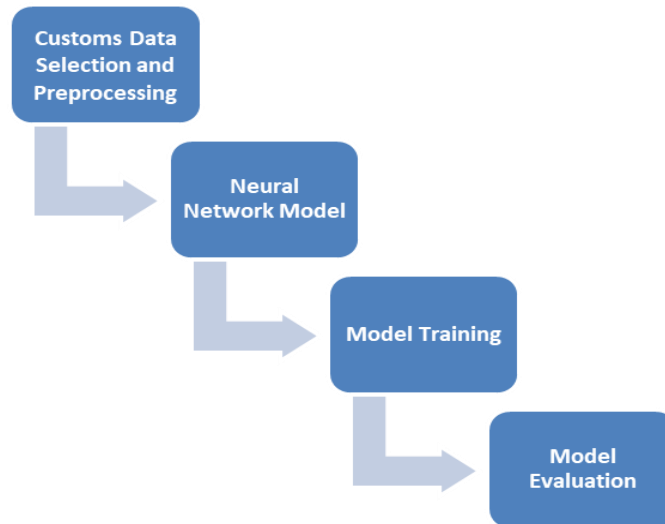 Customs Data
Selection and
Preprocessing
Neural
Network Model
Model Training
Model
Evaluation